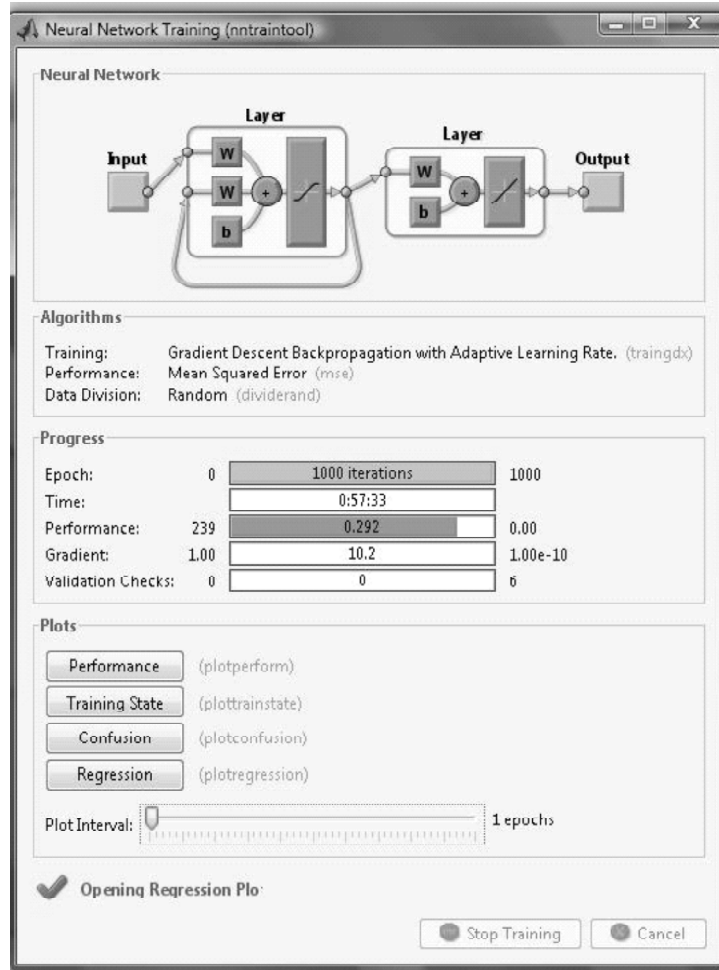 Neural Network Training (nntraintool)
Neural Network
Layer
Layer
Input
Output
W
W
b
+
W
b
+
Algorithms
Training: Gradient Descent Backpropagation with Adaptive Learning Rate. (traingdx)
Performance: Mean Squared Error (mse)
Data Division: Random (dividerand)
Progress
Epoch: 0 1000 iterations 1000
Time: 0:57:33
Performance: 239 0.292 0.00
Gradient: 1.00 10.2 1.00e-10
Validation Checks: 0 0 6
Plots
Performance (plotperform)
Training State (plottrainstate)
Confusion (plotconfusion)
Regression (plotregression)
Plot Interval: 1 epochs
Opening Regression Plo
Stop Training Cancel